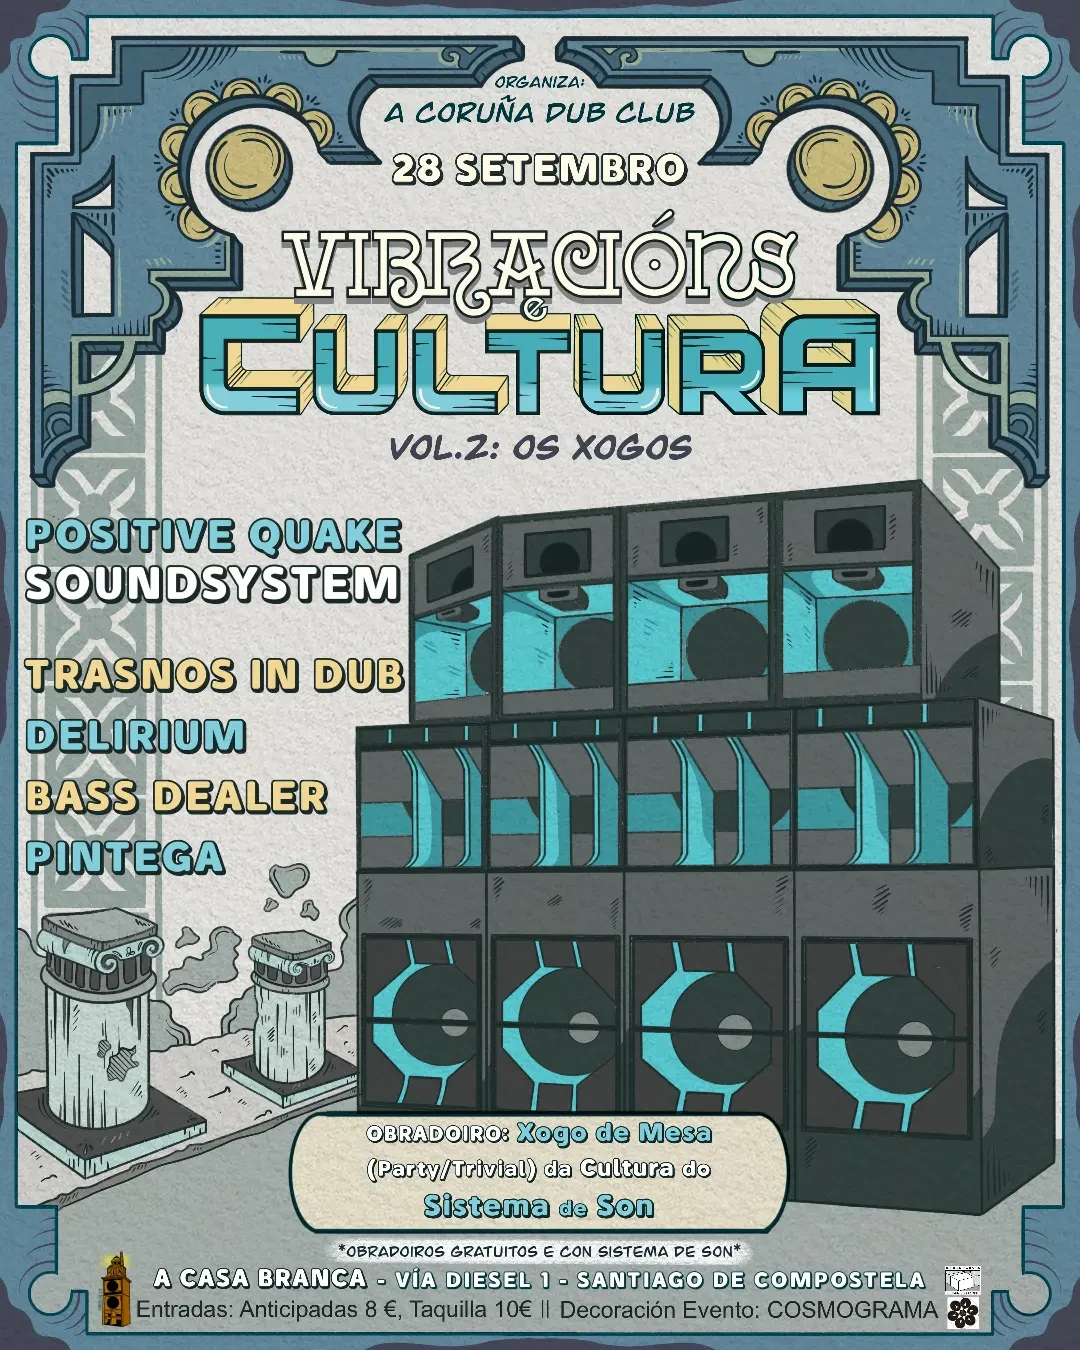 ORGANIZA:
A CORUÑA DUB CLUB
28 SETEMBRO
VIBRACIÓNS
e
CULTURA
VOL.2: OS XOGOS
POSITIVE QUAKE
SOUNDSYSTEM
TRASNOS IN DUB
DELIRIUM
BASS DEALER
PINTEGA
OBRADOIRO: Xogo de Mesa
(Party/Trivial) da Cultura do
Sistema de Son
*OBRADOIROS GRATUITOS E CON SISTEMA DE SON*
A CASA BRANCA - VÍA DIESEL 1 - SANTIAGO DE COMPOSTELA
Entradas: Anticipadas 8 €, Taquilla 10€ || Decoración Evento: COSMOGRAMA